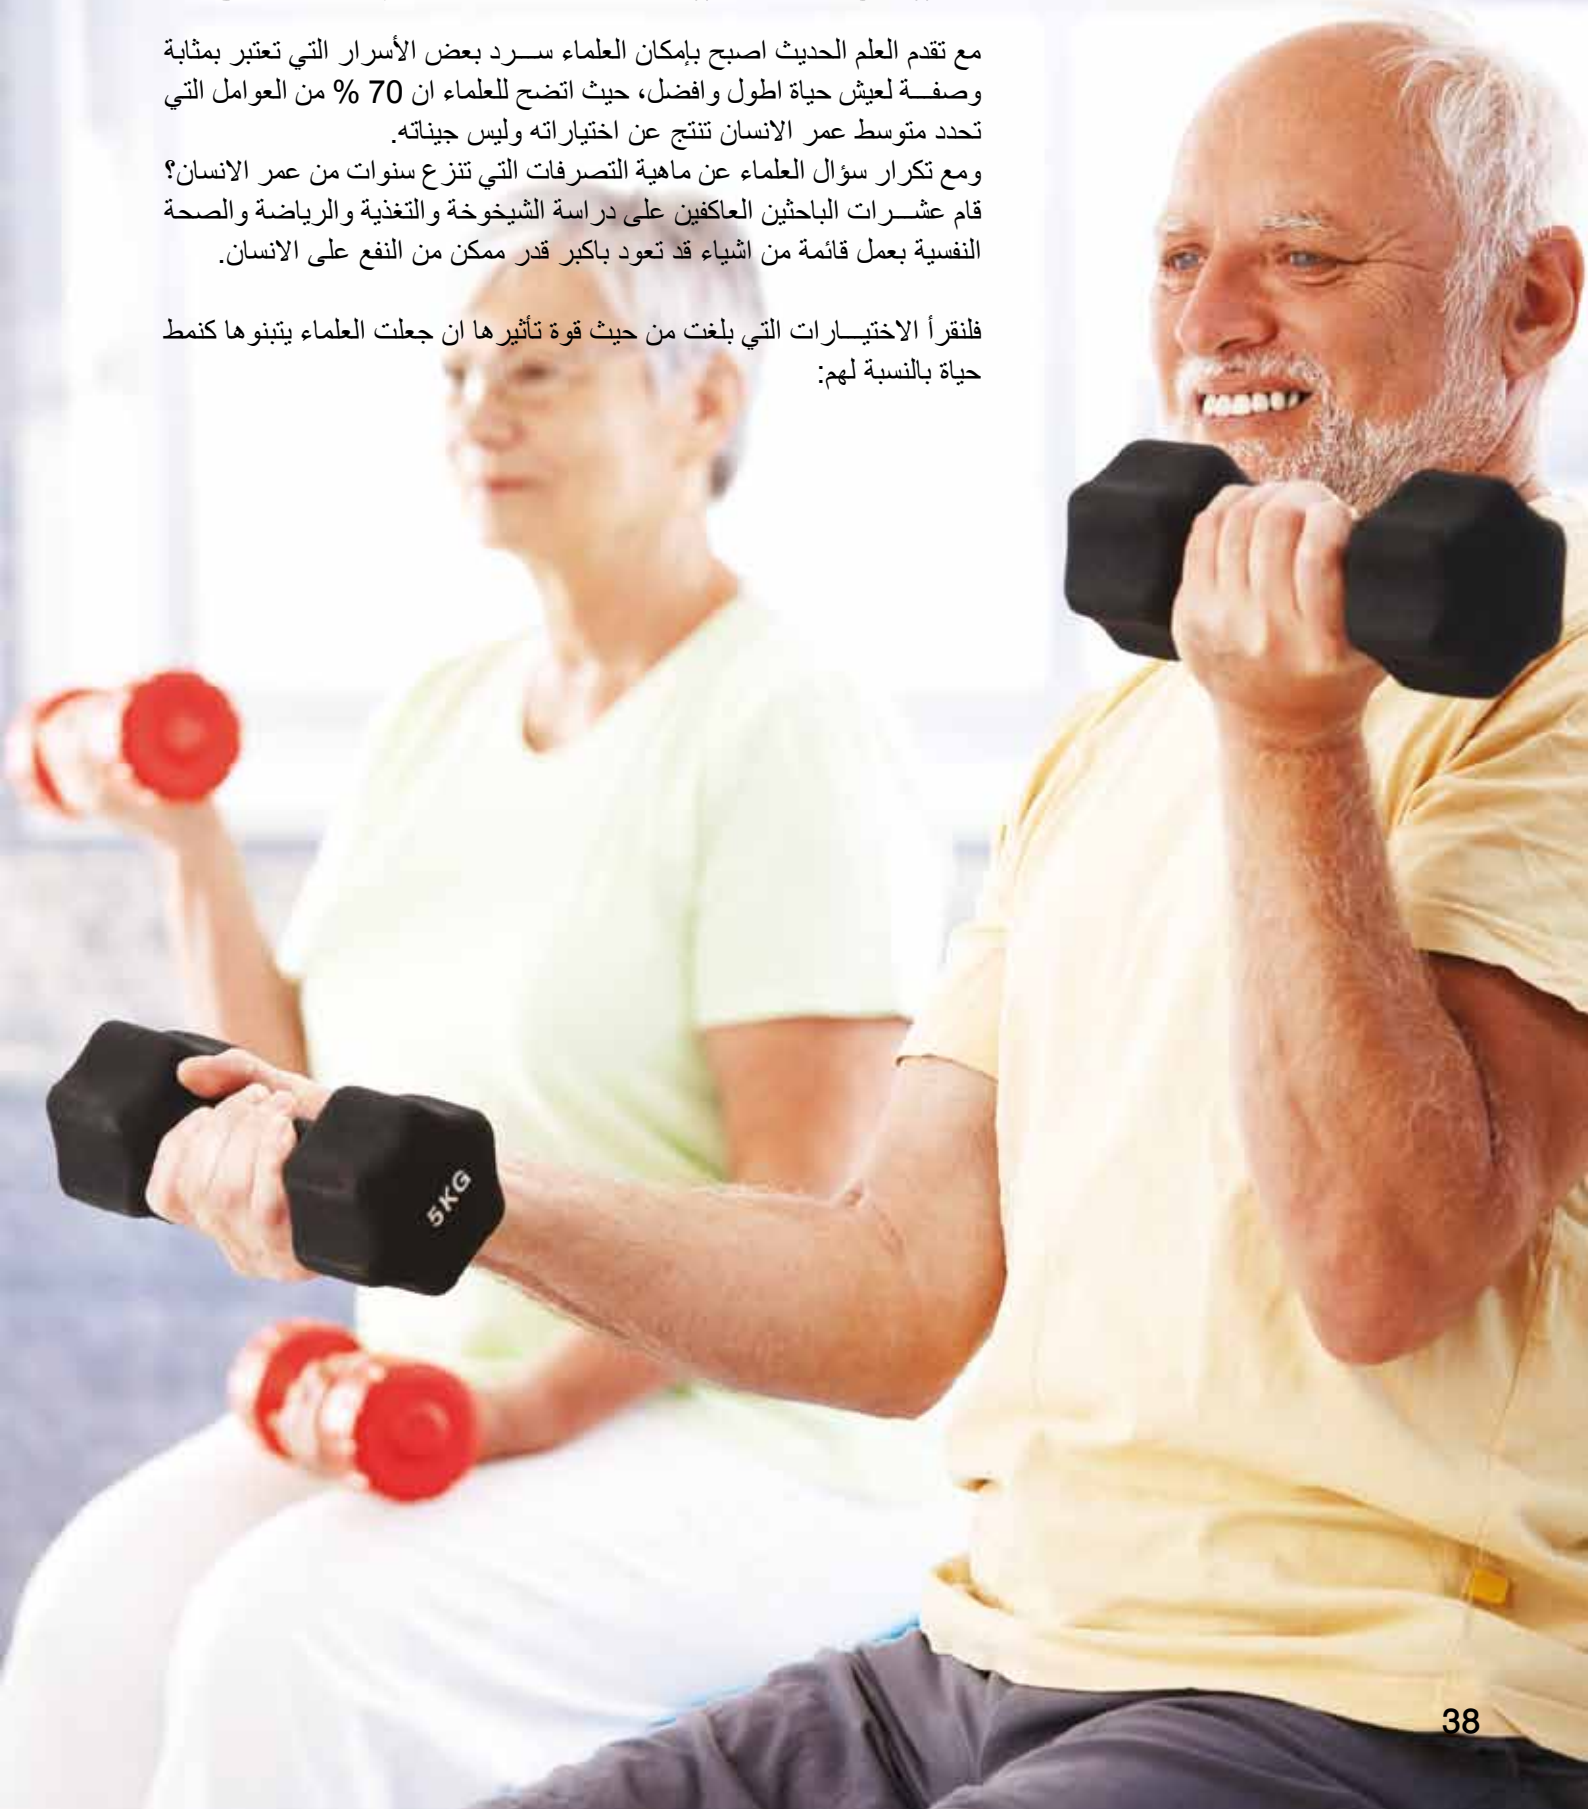 مع تقدم العلم الحديث اصبح بإمكان العلماء ســـرد بعض الأسرار التي تعتبر بمثابة
وصفـــة لعيش حياة اطول وافضل، حيث اتضح للعلماء ان 70 % من العوامل التي
تحدد متوسط عمر الانسان تنتج عن اختياراته وليس جيناته.
ومع تكرار سؤال العلماء عن ماهية التصرفات التي تنزع سنوات من عمر الانسان؟
قام عشـــرات الباحثين العاكفين على دراسة الشيخوخة والتغذية والرياضة والصحة
النفسية بعمل قائمة من اشياء قد تعود باكبر قدر ممكن من النفع على الانسان.
فلنقرأ الاختيـــارات التي بلغت من حيث قوة تأثيرها ان جعلت العلماء يتبنوها كنمط
حياة بالنسبة لهم:
5KG
38